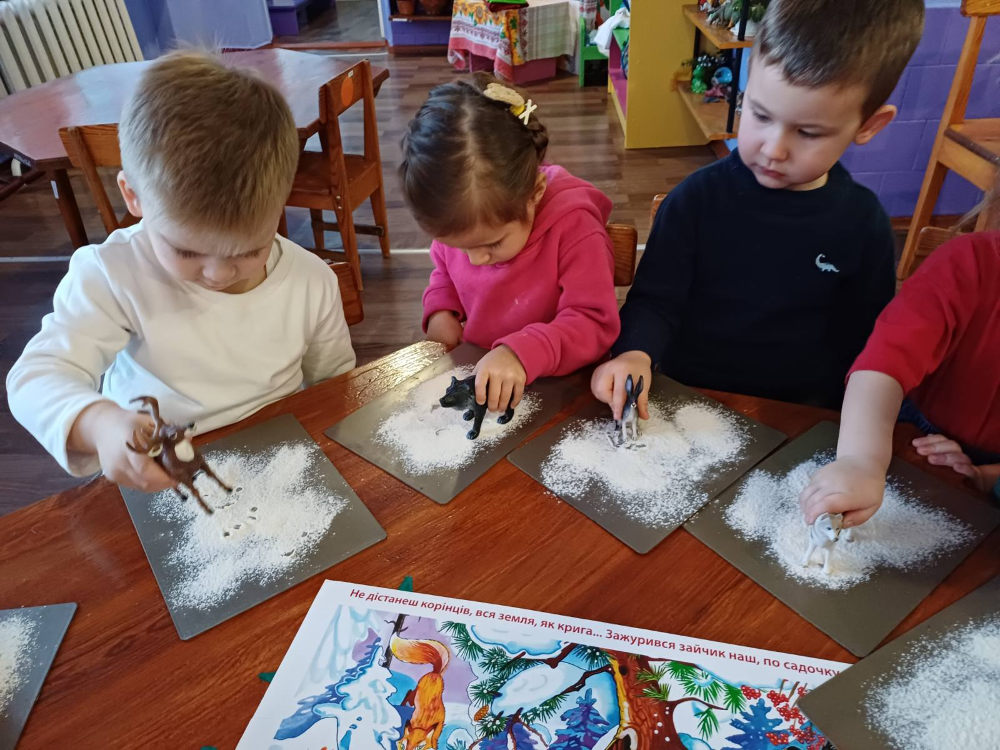 Не дістанеш корінців, вся земля, як крига... Зажурився зайчик наш, по садочку